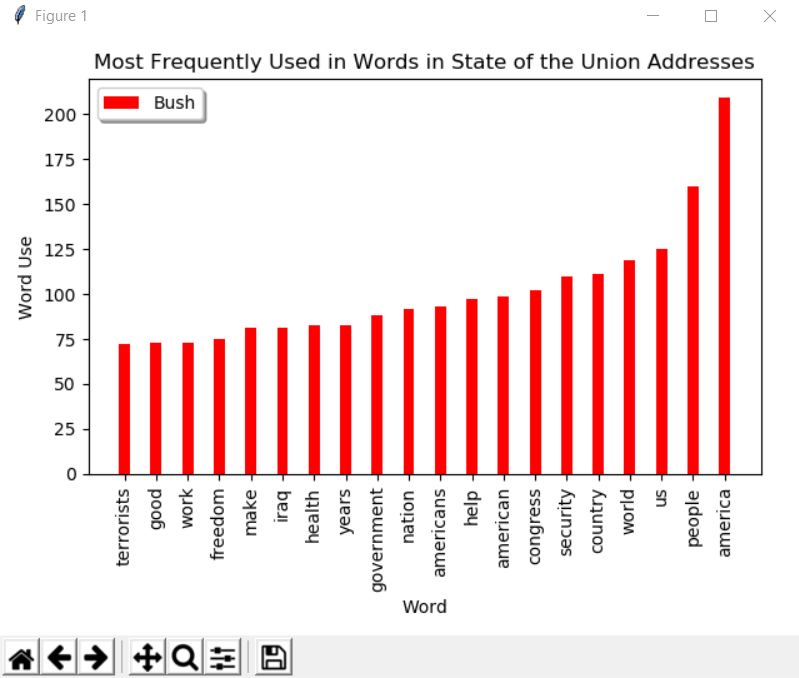 Figure 1
Most Frequently Used in Words in State of the Union Addresses
Bush
Word Use
200
175
150
125
100
75
50
25
0
terrorists
good
work
freedom
make
iraq
health
years
government
nation
americans
help
american
congress
security
country
world
us
people
america
Word